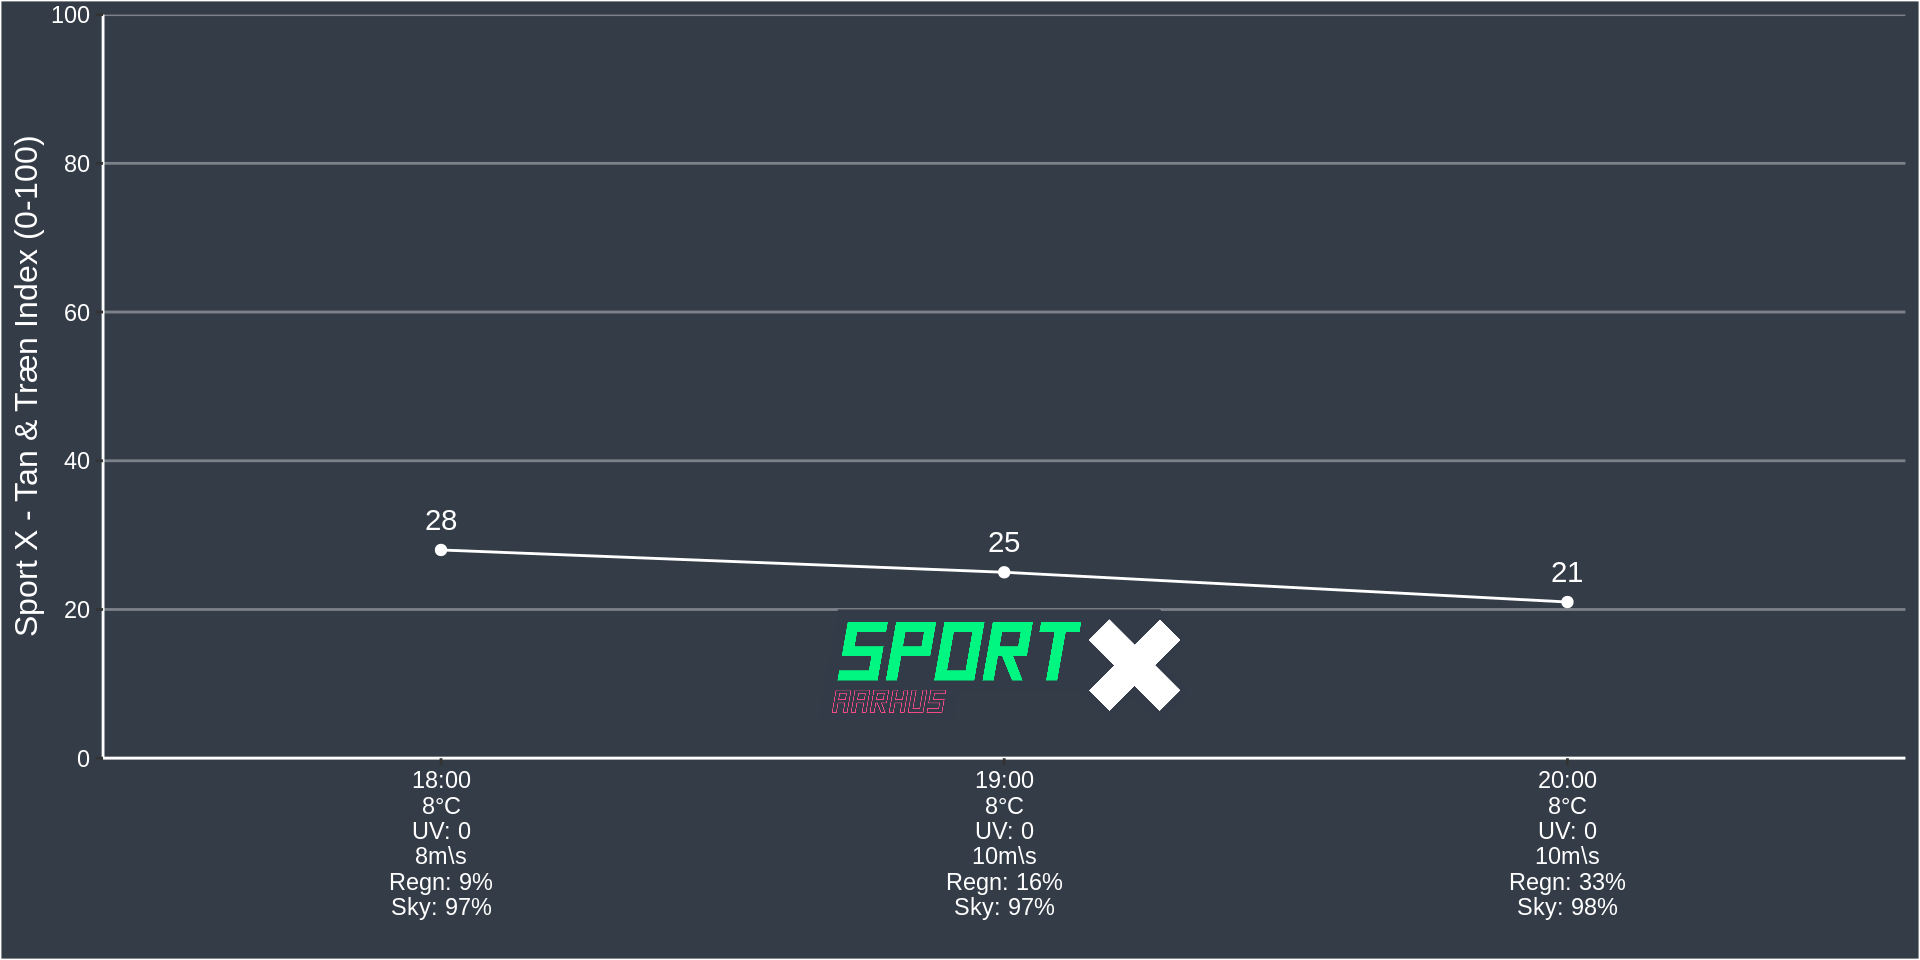 Sport X - Tan & Træn Index (0-100)
100
80
60
40
20
0
28
25
21
SPORT X
AARHUS
18:00
8°C
UV: 0
8m\s
Regn: 9%
Sky: 97%
19:00
8°C
UV: 0
10m\s
Regn: 16%
Sky: 97%
20:00
8°C
UV: 0
10m\s
Regn: 33%
Sky: 98%